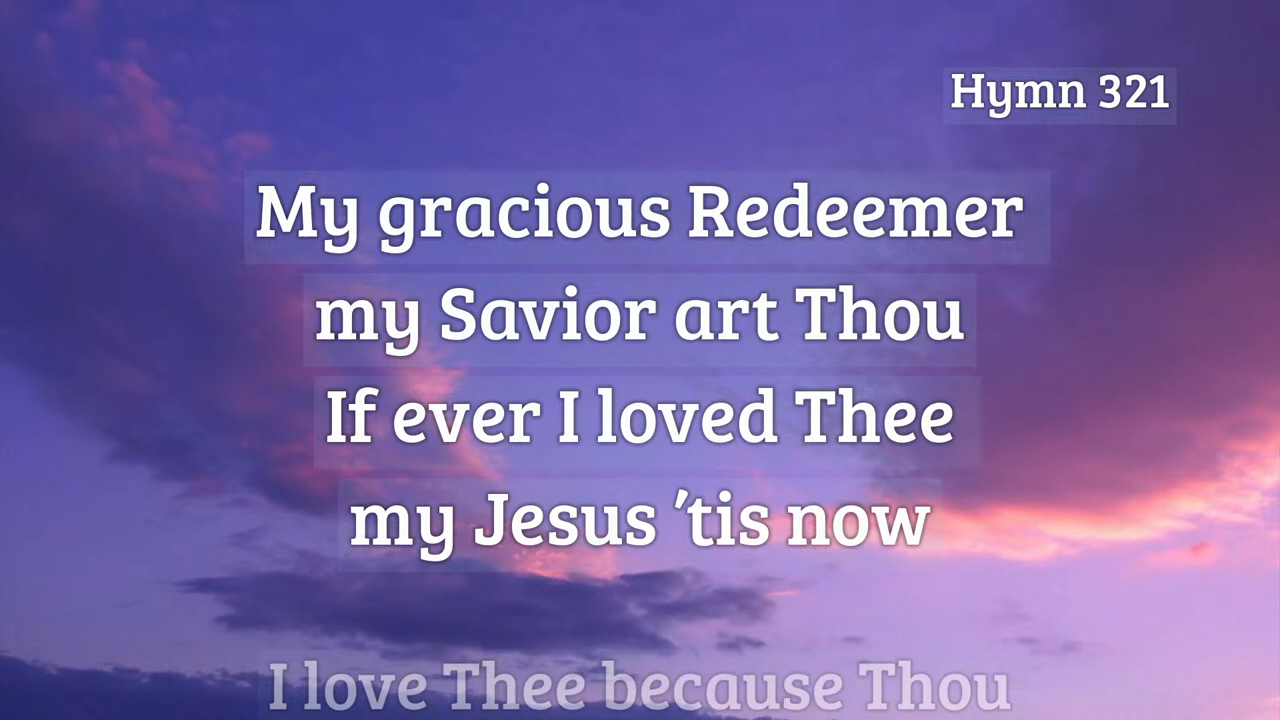 Hymn 321
My gracious Redeemer
my Savior art Thou
If ever I loved Thee
my Jesus ’tis now
I love Thee because Thou